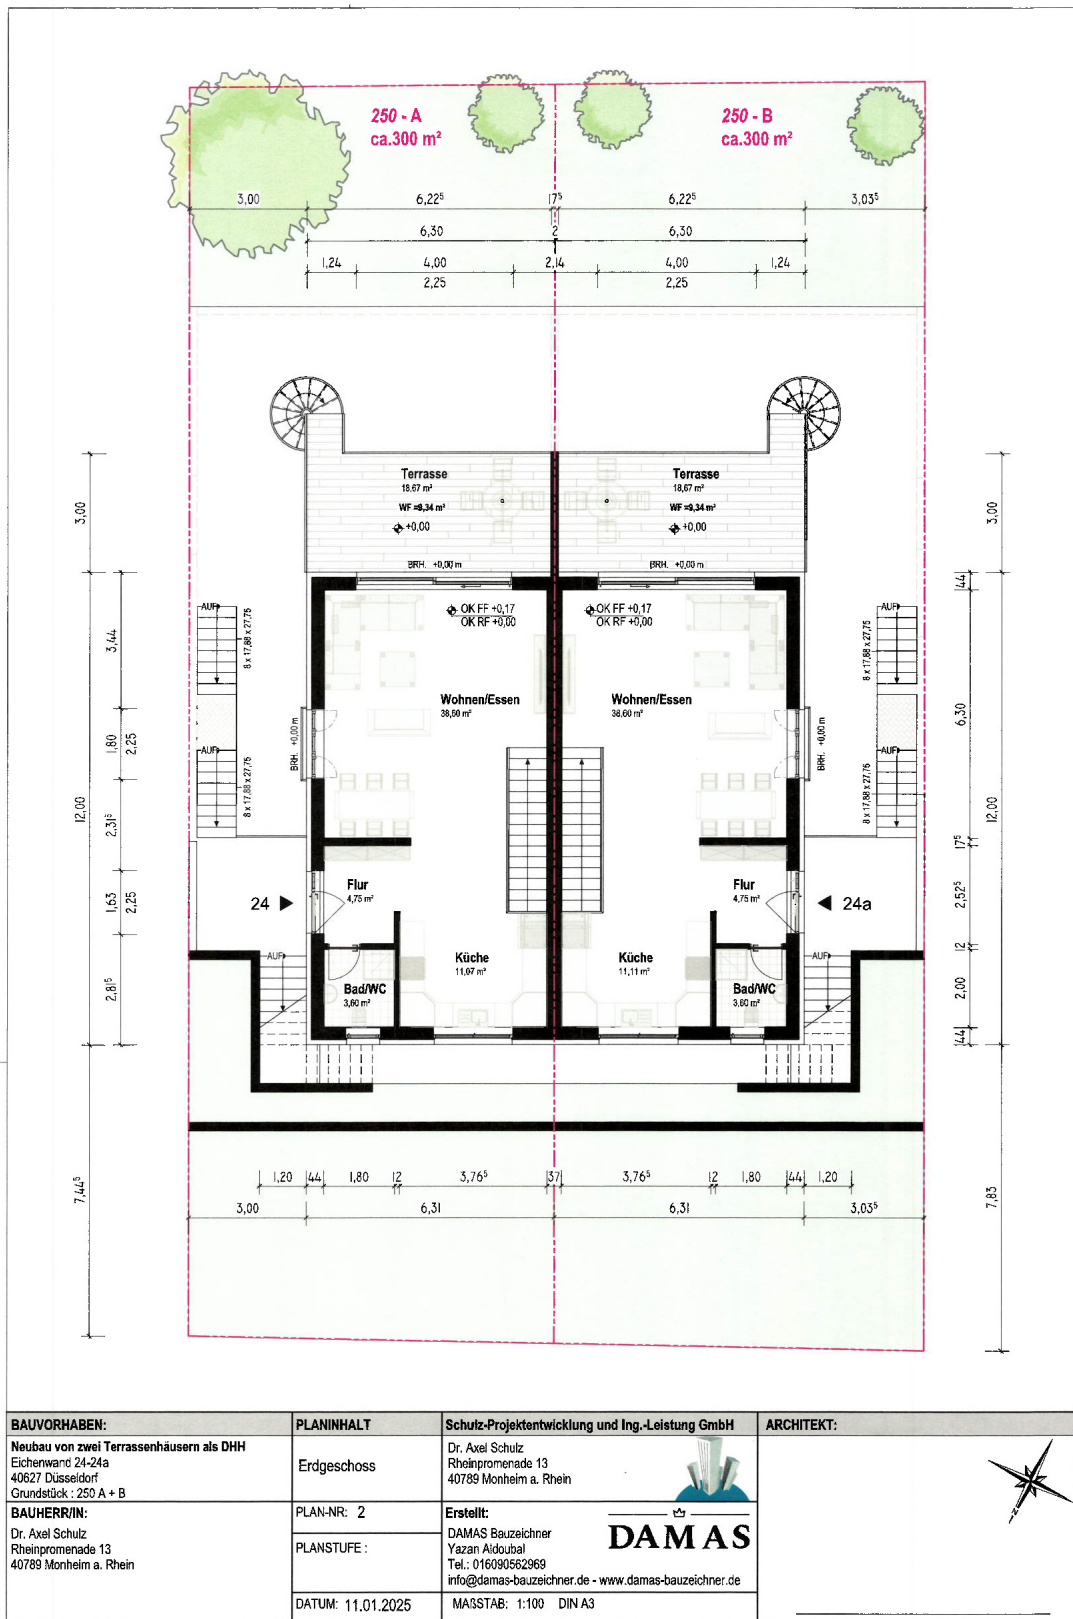 250 - A
ca.300 m²
250 - B
ca.300 m²
3,00
6,22⁵
17⁵
6,22⁵
3,03⁵
6,30
2
6,30
1,24
4,00
2,14
4,00
1,24
2,25
2,25
Terrasse
18,67 m²
WF =9,34 m²
+0,00
BRH. +0,00 m
Terrasse
18,67 m²
WF =9,34 m²
+0,00
BRH. +0,00 m
3,00
12,00
7,44⁵
3,44
1,80
2,25
2,31⁵
1,63
2,25
2,81⁵
AUF
8 x 17,88 x 27,75
AUF
8 x 17,88 x 27,75
BRH. +0,00 m
OK FF +0,17
OK RF +0,00
OK FF +0,17
OK RF +0,00
Wohnen/Essen
38,60 m²
Wohnen/Essen
38,60 m²
BRH. +0,00 m
AUF
8 x 17,88 x 27,75
AUF
8 x 17,88 x 27,75
44
6,30
17⁵
2,52⁵
12
2,00
44
3,00
12,00
7,83
24
Flur
4,75 m²
Flur
4,75 m²
24a
AUF
Küche
11,07 m²
Küche
11,11 m²
AUF
Bad/WC
3,60 m²
Bad/WC
3,60 m²
1,20
44
1,80
12
3,76⁵
37
3,76⁵
12
1,80
44
1,20
3,00
6,31
6,31
3,03⁵
BAUVORHABEN:
Neubau von zwei Terrassenhäusern als DHH
Eichenwand 24-24a
40627 Düsseldorf
Grundstück : 250 A + B
BAUHERR/IN:
Dr. Axel Schulz
Rheinpromenade 13
40789 Monheim a. Rhein
PLANINHALT
Erdgeschoss
PLAN-NR: 2
PLANSTUFE :
DATUM: 11.01.2025
Schulz-Projektentwicklung und Ing.-Leistung GmbH
Dr. Axel Schulz
Rheinpromenade 13
40789 Monheim a. Rhein
Erstellt:
DAMAS Bauzeichner
Yazan Aldoubal
Tel.: 016090562969
info@damas-bauzeichner.de - www.damas-bauzeichner.de
DAMAS
MAßSTAB: 1:100 DIN A3
ARCHITEKT:
N